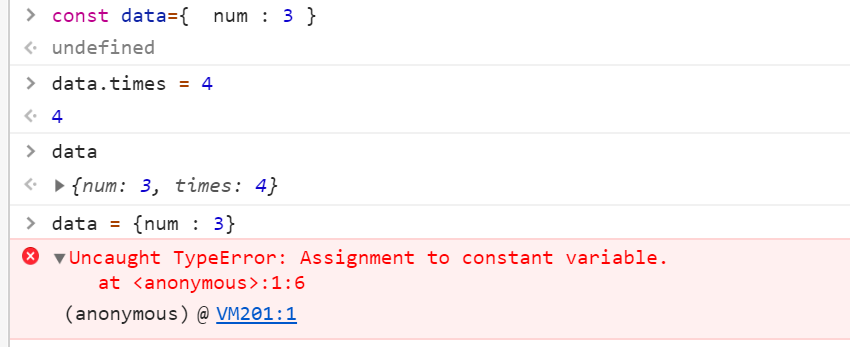 > const data={  num : 3 }
undefined
> data.times = 4
4
> data
{num: 3, times: 4}
> data = {num : 3}
Uncaught TypeError: Assignment to constant variable.
at <anonymous>:1:6
(anonymous) @ VM201:1